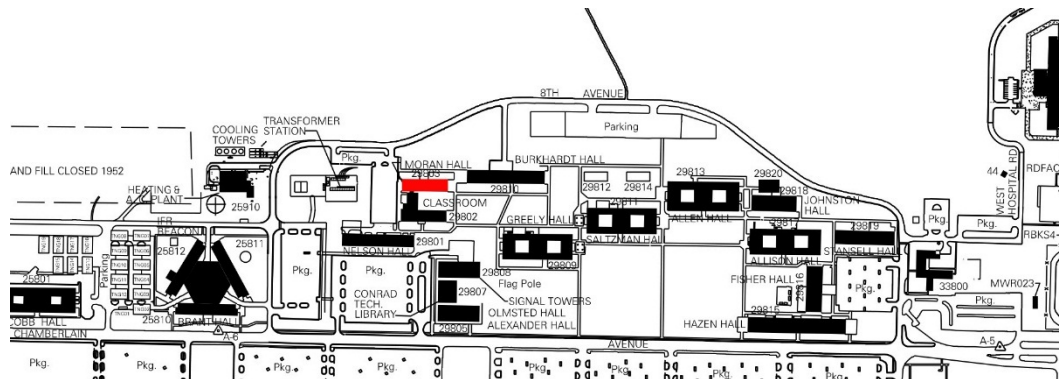 8TH AVENUE
Parking
TRANSFORMER
STATION
COOLING
TOWERS
Pkg.
MORAN HALL
29803
BURKHARDT HALL
29810
29812
29814
29813
29820
29818
44
WEST
HOSPITAL RD
RDFAC
AND FILL CLOSED 1952
HEATING &
25910
CLASSROOM
29802
GREELY HALL
29811
ALLEN HALL
JOHNSTON
HALL
Pkg.
Pkg.
RBKS4-
IFR
BEACON
25812
25811
NELSON HALL
29801
SALTZMAN HALL
29817
29819
STANSELL HALL
ALLISON HALL
Parking
25801
Pkg.
Pkg.
29808
29809
Flag Pole
FISHER HALL
29816
Pkg.
33800
MWR023
Pkg.
CONRAD
TECH.
LIBRARY
29807
SIGNAL TOWERS
OLMSTED HALL
ALEXANDER HALL
29805
HAZEN HALL
29815
COBB HALL
25810
BRANT HALL
A-6
CHAMBERLAIN
AVENUE
A-5
Pkg.
Pkg.
Pkg.
Pkg.
Pkg.
Pkg.
Pkg.